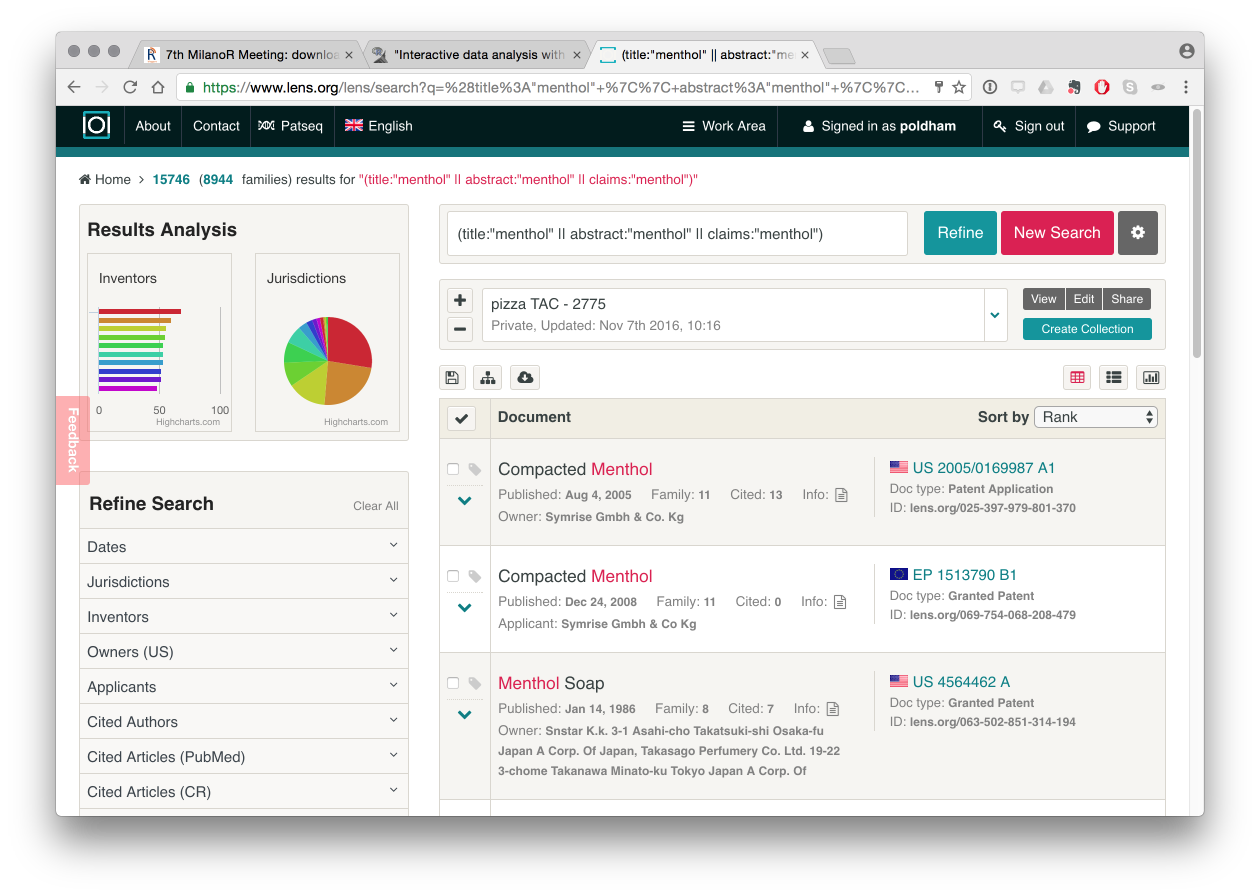 7th MilanoR Meeting: downloa
"Interactive data analysis with
(title:"menthol" || abstract:"me
https://www.lens.org/lens/search?q=%28title%3A"menthol"+%7C%7C+abstract%3A"menthol"+%7C%7C...
About Contact Patseq English Work Area Signed in as poldham Sign out Support
Home > 15746 (8944 families) results for "(title:"menthol" || abstract:"menthol" || claims:"menthol")"
Results Analysis
Inventors
0 50 100
Highcharts.com
Jurisdictions
Highcharts.com
Feedback
Refine Search Clear All
Dates
Jurisdictions
Inventors
Owners (US)
Applicants
Cited Authors
Cited Articles (PubMed)
Cited Articles (CR)
(title:"menthol" || abstract:"menthol" || claims:"menthol")
Refine New Search
pizza TAC - 2775
Private, Updated: Nov 7th 2016, 10:16
View Edit Share
Create Collection
Document Sort by Rank
Compacted Menthol
Published: Aug 4, 2005 Family: 11 Cited: 13 Info:
Owner: Symrise Gmbh & Co. Kg
US 2005/0169987 A1
Doc type: Patent Application
ID: lens.org/025-397-979-801-370
Compacted Menthol
Published: Dec 24, 2008 Family: 11 Cited: 0 Info:
Applicant: Symrise Gmbh & Co Kg
EP 1513790 B1
Doc type: Granted Patent
ID: lens.org/069-754-068-208-479
Menthol Soap
Published: Jan 14, 1986 Family: 8 Cited: 7 Info:
Owner: Snstar K.k. 3-1 Asahi-cho Takatsuki-shi Osaka-fu
Japan A Corp. Of Japan, Takasago Perfumery Co. Ltd. 19-22
3-chome Takanawa Minato-ku Tokyo Japan A Corp. Of
US 4564462 A
Doc type: Granted Patent
ID: lens.org/063-502-851-314-194